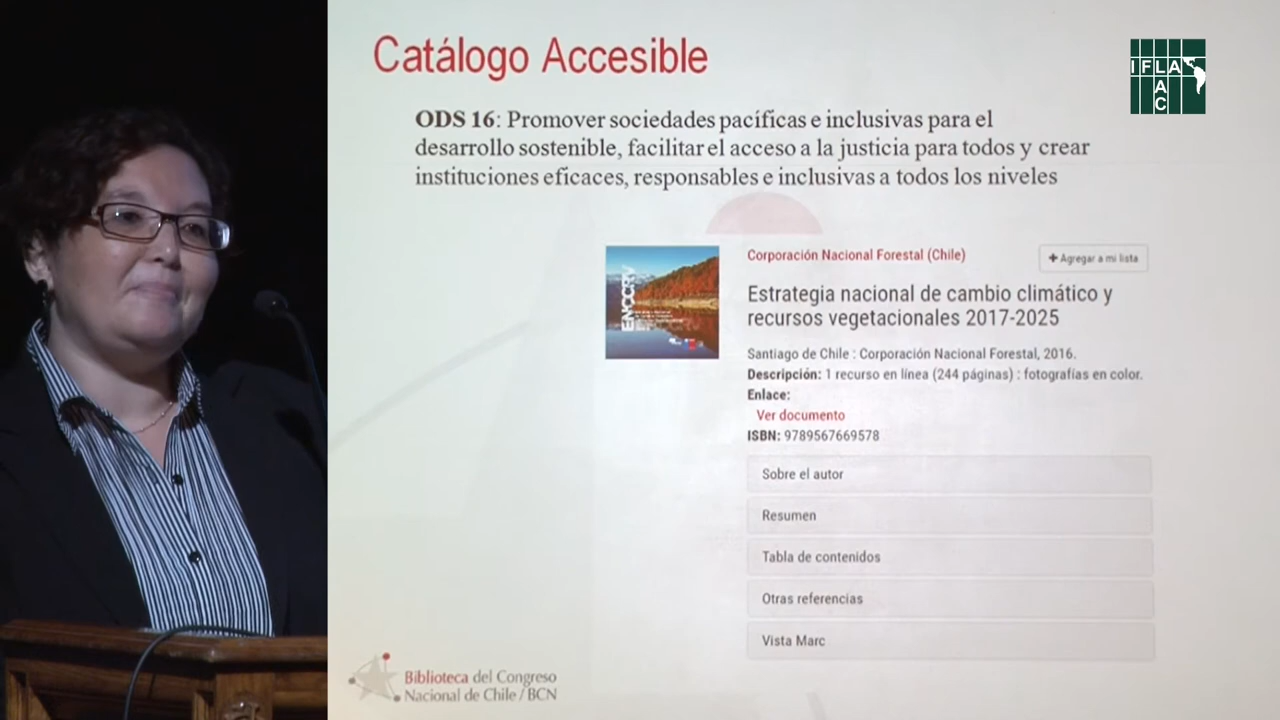 Catálogo Accesible
IFLA
LAC
ODS 16: Promover sociedades pacíficas e inclusivas para el
desarrollo sostenible, facilitar el acceso a la justicia para todos y crear
instituciones eficaces, responsables e inclusivas a todos los niveles
ENCCRV
Corporación Nacional Forestal (Chile)
+ Agregar a mi lista
Estrategia nacional de cambio climático y
recursos vegetacionales 2017-2025
Santiago de Chile : Corporación Nacional Forestal, 2016.
Descripción: 1 recurso en línea (244 páginas) : fotografías en color.
Enlace:
Ver documento
ISBN: 9789567669578
Sobre el autor
Resumen
Tabla de contenidos
Otras referencias
Vista Marc
Biblioteca del Congreso
Nacional de Chile / BCN